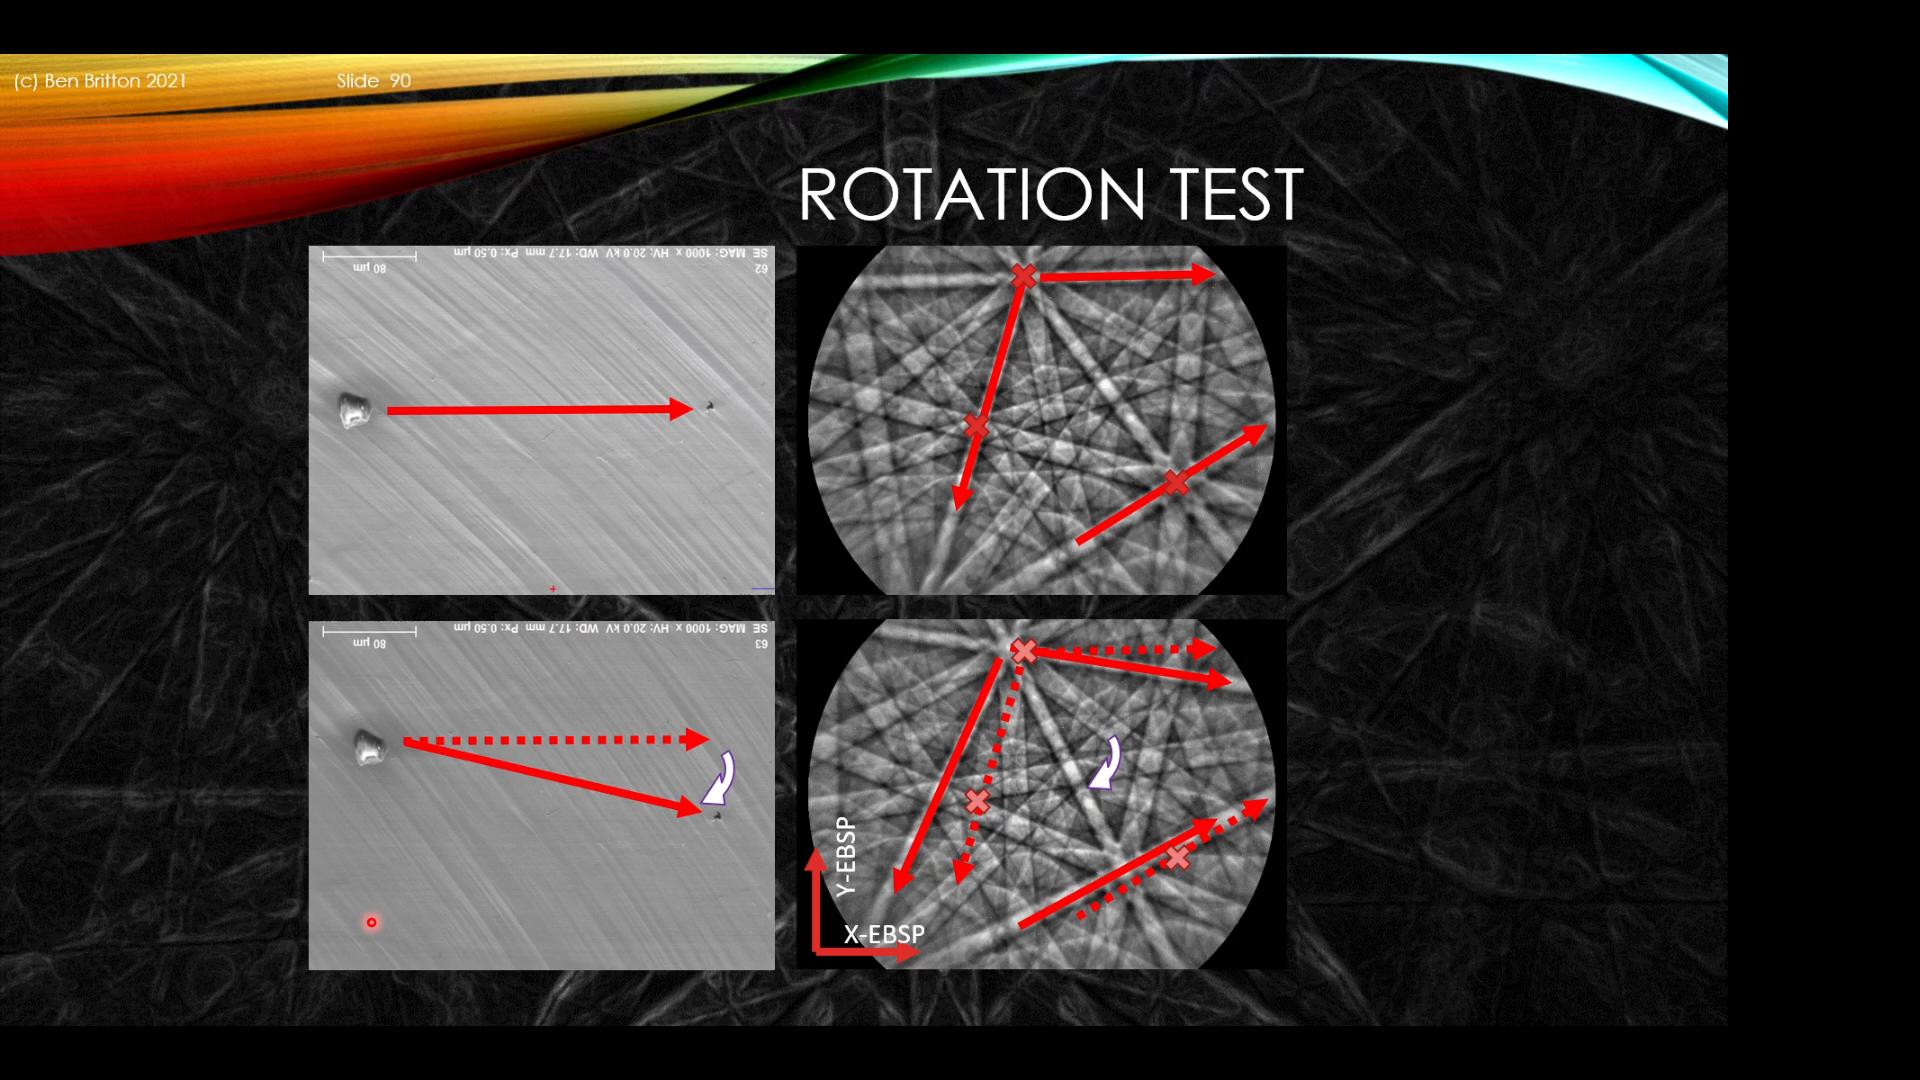 (c) Ben Britton 2021
Slide 90
ROTATION TEST
SE MAG: 1000 x HV: 20.0 kV WD: 17.7 mm Px: 0.50 µm
62
80 µm
SE MAG: 1000 x HV: 20.0 kV WD: 17.7 mm Px: 0.50 µm
63
80 µm
Y-EBSP
X-EBSP